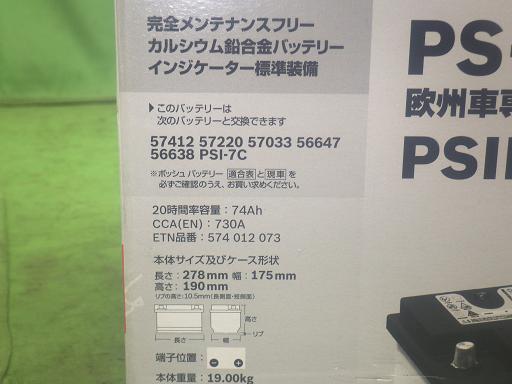 完全メンテナンスフリー
カルシウム鉛合金バッテリー
インジケーター標準装備
▶このバッテリーは
次のバッテリーと交換できます
57412 57220 57033 56647
56638 PSI-7C
※ボッシュ バッテリー 適合表 と 現車 を
必ずご確認のうえ、お買い求めください。
20時間率容量：74Ah
CCA(EN)：730A
ETN品番：574 012 073
本体サイズ及びケース形状
長さ：278mm 幅：175mm
高さ：190mm
リブの高さ：10.5mm(長側面・短側面)
高さ
リブ
長さ
幅
端子位置：
本体重量：19.00kg
PS-
欧州車専
PSI